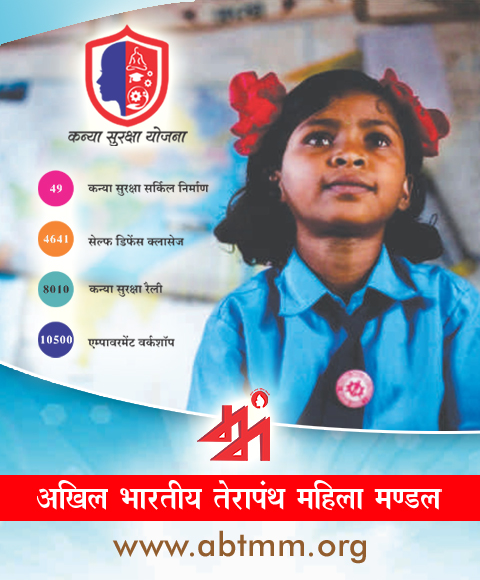 कन्या सुरक्षा योजना
49 कन्या सुरक्षा सर्किल निर्माण
4641 सेल्फ डिफेंस क्लासेज
8010 कन्या सुरक्षा रैली
10500 एम्पावरमेंट वर्कशॉप
अखिल भारतीय तेरापंथ महिला मण्डल
www.abtmm.org